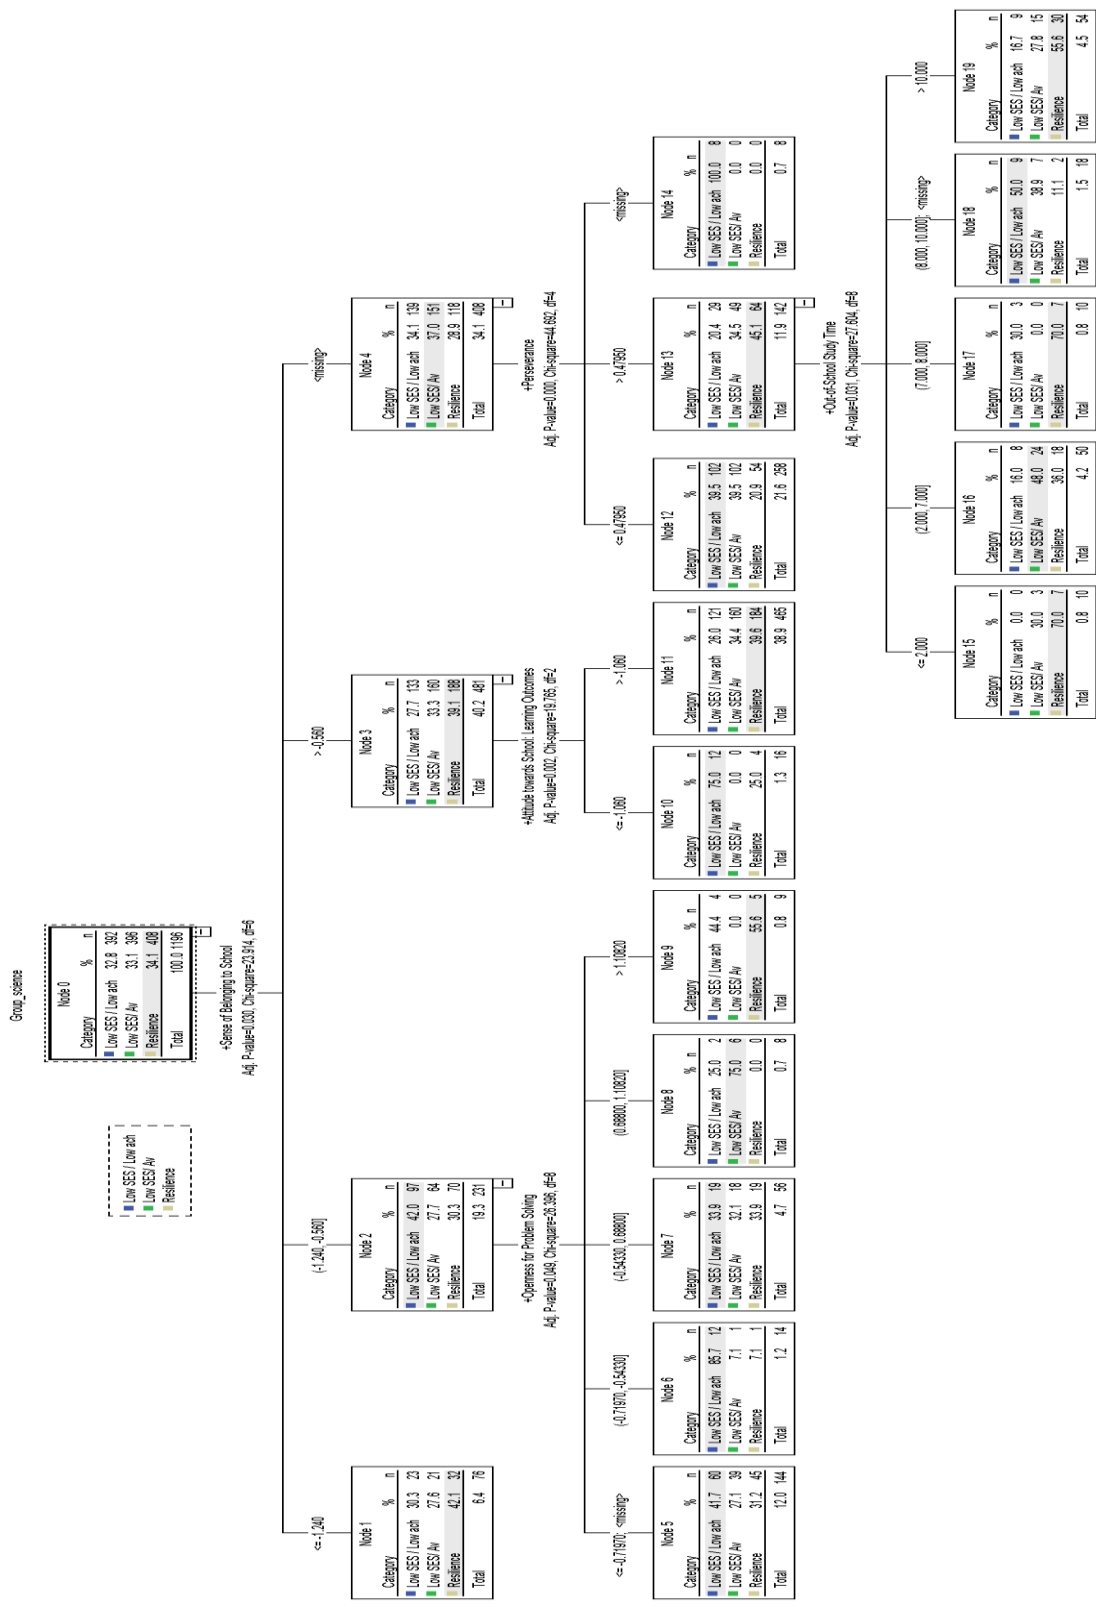 Group_science
Low SES / Low ach
Low SES/ Av
Resilience
Node 0
Category % n
Low SES / Low ach 32.8 392
Low SES/ Av 33.1 396
Resilience 34.1 408
Total 100.0 1196
+Sense of Belonging to School
Adj. P-value=0.030, Chi-square=23.914, df=6
<= -1.240
(-1.240, -0.560]
> -0.560
<missing>
Node 1
Category % n
Low SES / Low ach 30.3 23
Low SES/ Av 27.6 21
Resilience 42.1 32
Total 6.4 76
Node 2
Category % n
Low SES / Low ach 42.0 97
Low SES/ Av 27.7 64
Resilience 30.3 70
Total 19.3 231
Node 3
Category % n
Low SES / Low ach 27.7 133
Low SES/ Av 33.3 160
Resilience 39.1 188
Total 40.2 481
Node 4
Category % n
Low SES / Low ach 34.1 139
Low SES/ Av 37.0 151
Resilience 28.9 118
Total 34.1 408
+Openness for Problem Solving
Adj. P-value=0.049, Chi-square=26.396, df=8
+Attitude towards School: Learning Outcomes
Adj. P-value=0.002, Chi-square=19.765, df=2
+Perseverance
Adj. P-value=0.000, Chi-square=44.692, df=4
<= -0.71970; <missing>
(-0.71970, -0.54330]
(-0.54330, 0.68800]
(0.68800, 1.10820]
> 1.10820
<= -1.060
> -1.060
<= 0.47950
> 0.47950
<missing>
Node 5
Category % n
Low SES / Low ach 41.7 60
Low SES/ Av 27.1 39
Resilience 31.2 45
Total 12.0 144
Node 6
Category % n
Low SES / Low ach 85.7 12
Low SES/ Av 7.1 1
Resilience 7.1 1
Total 1.2 14
Node 7
Category % n
Low SES / Low ach 33.9 19
Low SES/ Av 32.1 18
Resilience 33.9 19
Total 4.7 56
Node 8
Category % n
Low SES / Low ach 25.0 2
Low SES/ Av 75.0 6
Resilience 0.0 0
Total 0.7 8
Node 9
Category % n
Low SES / Low ach 44.4 4
Low SES/ Av 0.0 0
Resilience 55.6 5
Total 0.8 9
Node 10
Category % n
Low SES / Low ach 75.0 12
Low SES/ Av 0.0 0
Resilience 25.0 4
Total 1.3 16
Node 11
Category % n
Low SES / Low ach 26.0 121
Low SES/ Av 34.4 160
Resilience 39.6 184
Total 38.9 465
Node 12
Category % n
Low SES / Low ach 39.5 102
Low SES/ Av 39.5 102
Resilience 20.9 54
Total 21.6 258
Node 13
Category % n
Low SES / Low ach 20.4 29
Low SES/ Av 34.5 49
Resilience 45.1 64
Total 11.9 142
Node 14
Category % n
Low SES / Low ach 100.0 8
Low SES/ Av 0.0 0
Resilience 0.0 0
Total 0.7 8
+Out-of-School Study Time
Adj. P-value=0.031, Chi-square=27.604, df=8
<= 2.000
(2.000, 7.000]
(7.000, 8.000]
(8.000, 10.000]; <missing>
> 10.000
Node 15
Category % n
Low SES / Low ach 0.0 0
Low SES/ Av 30.0 3
Resilience 70.0 7
Total 0.8 10
Node 16
Category % n
Low SES / Low ach 16.0 8
Low SES/ Av 48.0 24
Resilience 36.0 18
Total 4.2 50
Node 17
Category % n
Low SES / Low ach 30.0 3
Low SES/ Av 0.0 0
Resilience 70.0 7
Total 0.8 10
Node 18
Category % n
Low SES / Low ach 50.0 9
Low SES/ Av 38.9 7
Resilience 11.1 2
Total 1.5 18
Node 19
Category % n
Low SES / Low ach 16.7 9
Low SES/ Av 27.8 15
Resilience 55.6 30
Total 4.5 54